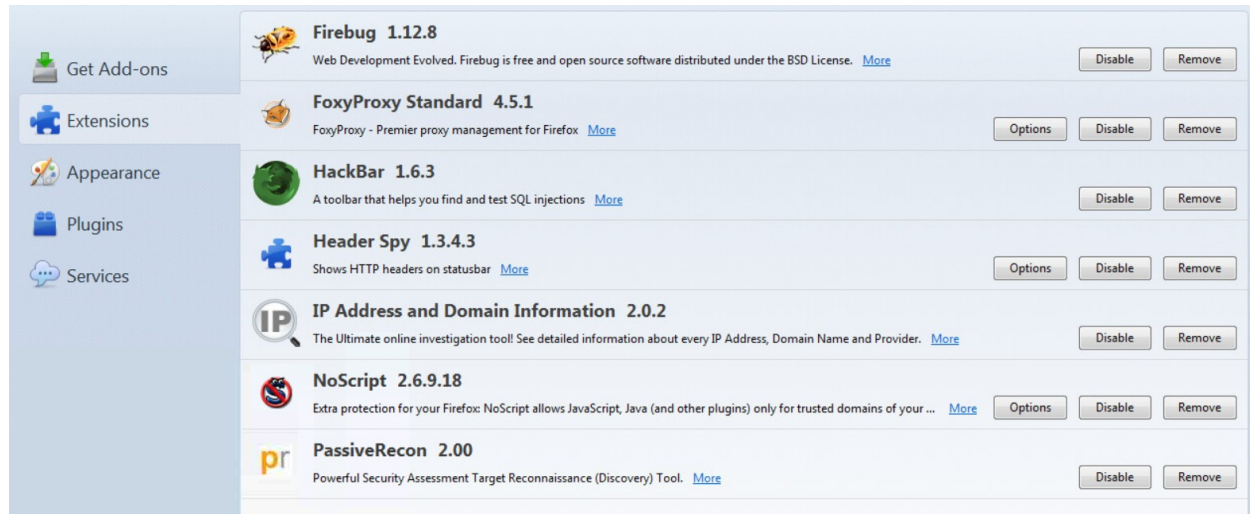 Get Add-ons
Extensions
Appearance
Plugins
Services
Firebug 1.12.8
Web Development Evolved. Firebug is free and open source software distributed under the BSD License. More
Disable Remove
FoxyProxy Standard 4.5.1
FoxyProxy - Premier proxy management for Firefox More
Options Disable Remove
HackBar 1.6.3
A toolbar that helps you find and test SQL injections More
Disable Remove
Header Spy 1.3.4.3
Shows HTTP headers on statusbar More
Options Disable Remove
IP
IP Address and Domain Information 2.0.2
The Ultimate online investigation tool! See detailed information about every IP Address, Domain Name and Provider. More
Disable Remove
NoScript 2.6.9.18
Extra protection for your Firefox: NoScript allows JavaScript, Java (and other plugins) only for trusted domains of your ... More
Options Disable Remove
pr
PassiveRecon 2.00
Powerful Security Assessment Target Reconnaissance (Discovery) Tool. More
Disable Remove